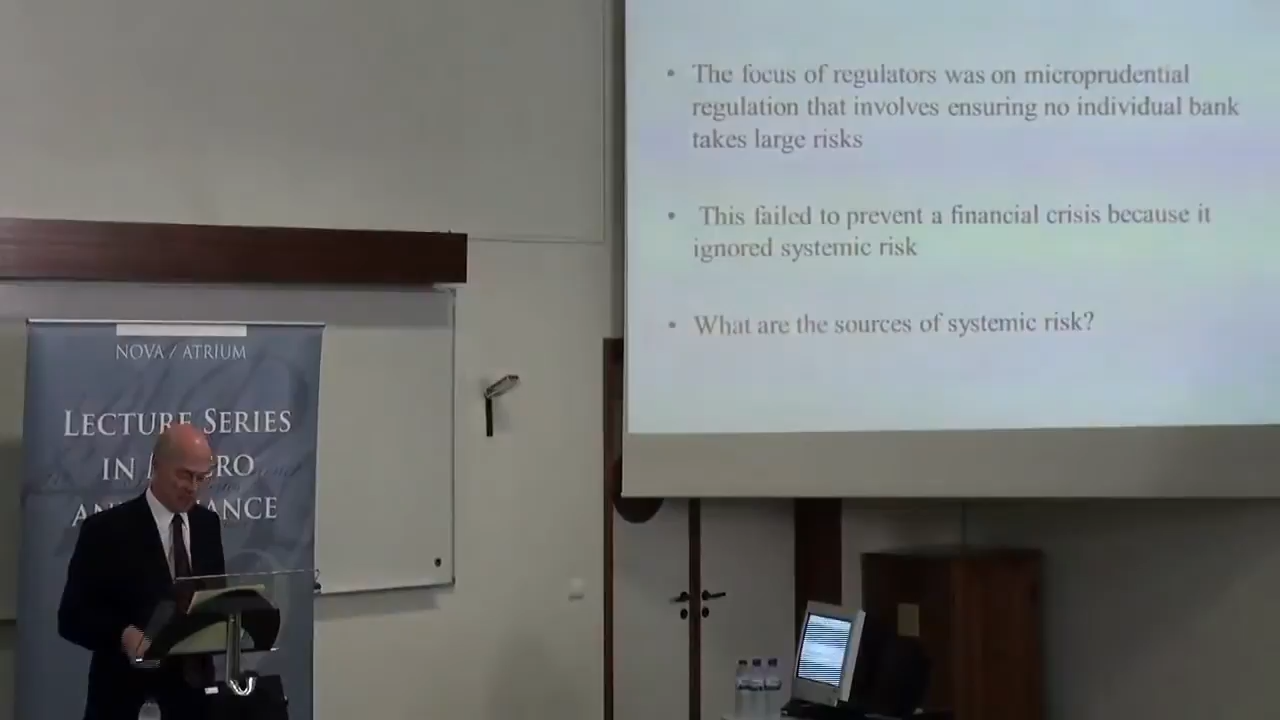 • The focus of regulators was on microprudential
regulation that involves ensuring no individual bank
takes large risks
• This failed to prevent a financial crisis because it
ignored systemic risk
• What are the sources of systemic risk?
NOVA / ATRIUM
LECTURE SERIES
IN